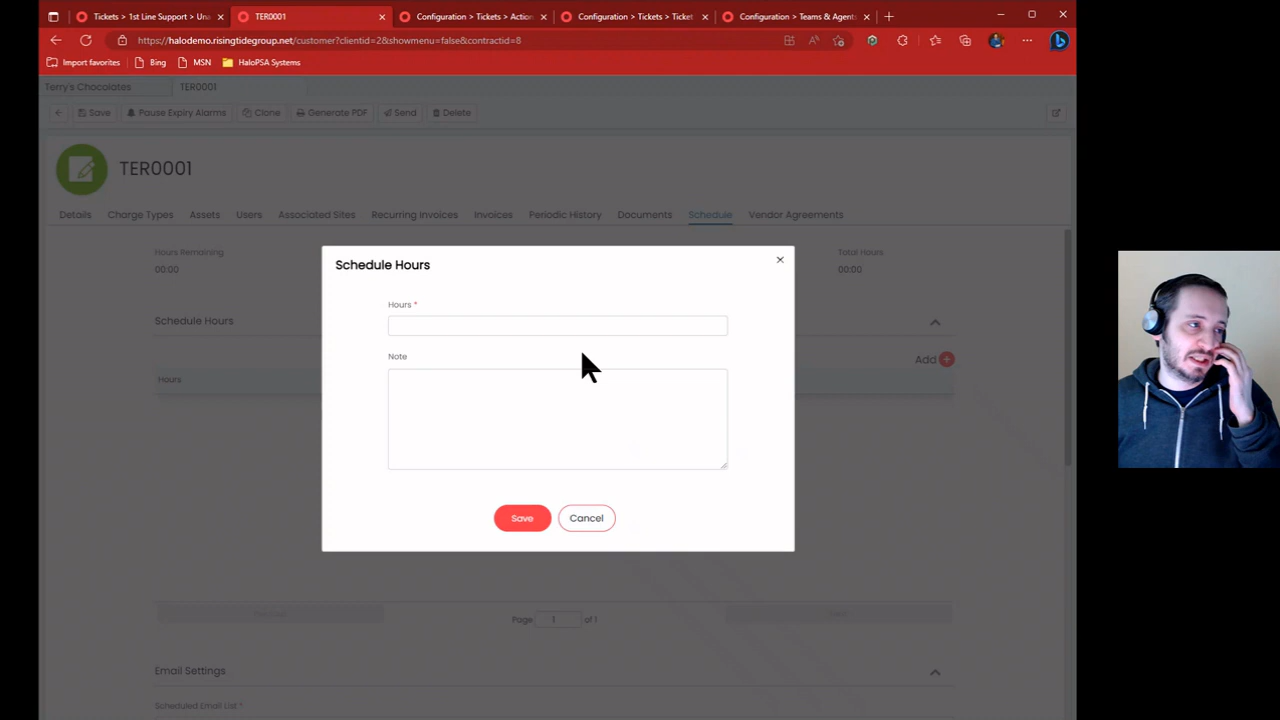 Tickets > 1st Line Support > Una
TER0001
Configuration > Tickets > Action
Configuration > Tickets > Ticket
Configuration > Teams & Agents
https://halodemo.risingtidegroup.net/customer?clientid=2&showmenu=false&contractid=8
Import favorites
Bing
MSN
HaloPSA Systems
Terry's Chocolates
TER0001
Save
Pause Expiry Alarms
Clone
Generate PDF
Send
Delete
TER0001
Details
Charge Types
Assets
Users
Associated Sites
Recurring Invoices
Invoices
Periodic History
Documents
Schedule
Vendor Agreements
Hours Remaining
00:00
Total Hours
00:00
Schedule Hours
Add
Hours
Schedule Hours
Hours *
Note
Save
Cancel
Page 1 of 1
Email Settings
Scheduled Email List *